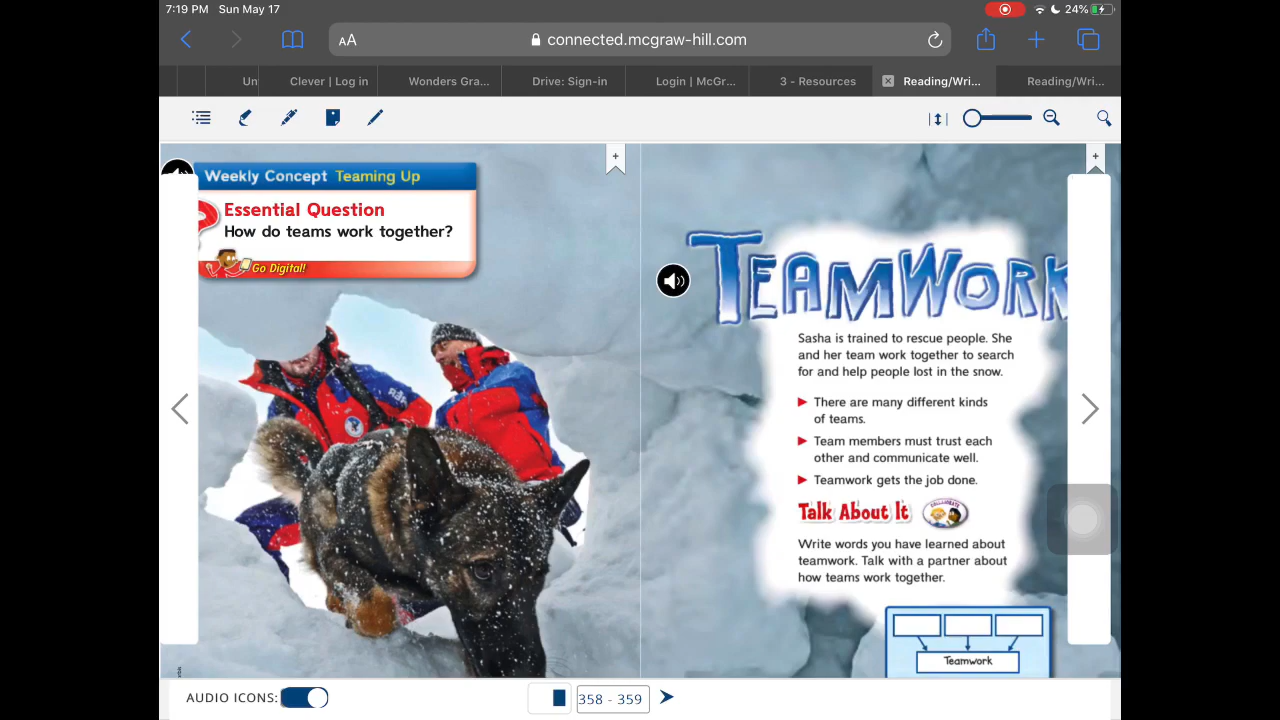 7:19 PM Sun May 17
24%
AA connected.mcgraw-hill.com
Un
Clever | Log in
Wonders Gra...
Drive: Sign-in
Login | McGr...
3 - Resources
Reading/Wri...
Reading/Wri...
Weekly Concept Teaming Up
Essential Question
How do teams work together?
Go Digital!
TEAMWORK
Sasha is trained to rescue people. She
and her team work together to search
for and help people lost in the snow.
There are many different kinds
of teams.
Team members must trust each
other and communicate well.
Teamwork gets the job done.
Talk About It
COLLABORATE
Write words you have learned about
teamwork. Talk with a partner about
how teams work together.
Teamwork
AUDIO ICONS:
358 - 359